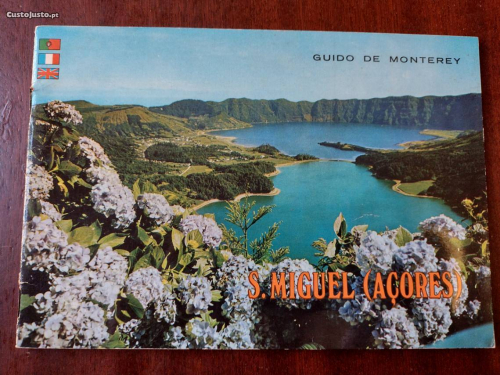 CustoJusto.pt
GUIDO DE MONTEREY
S. MIGUEL (AÇORES)